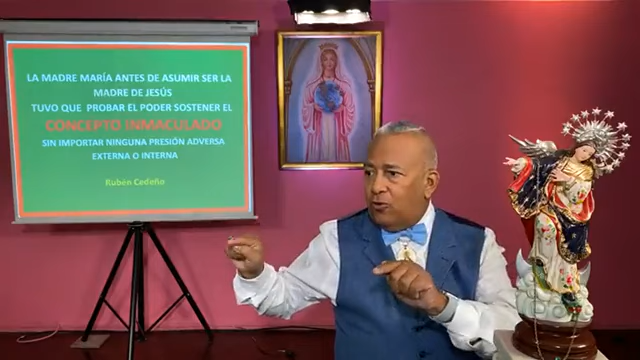 LA MADRE MARÍA ANTES DE ASUMIR SER LA
MADRE DE JESÚS
TUVO QUE PROBAR EL PODER SOSTENER EL
CONCEPTO INMACULADO
SIN IMPORTAR NINGUNA PRESIÓN ADVERSA
EXTERNA O INTERNA
Rubén Cedeño